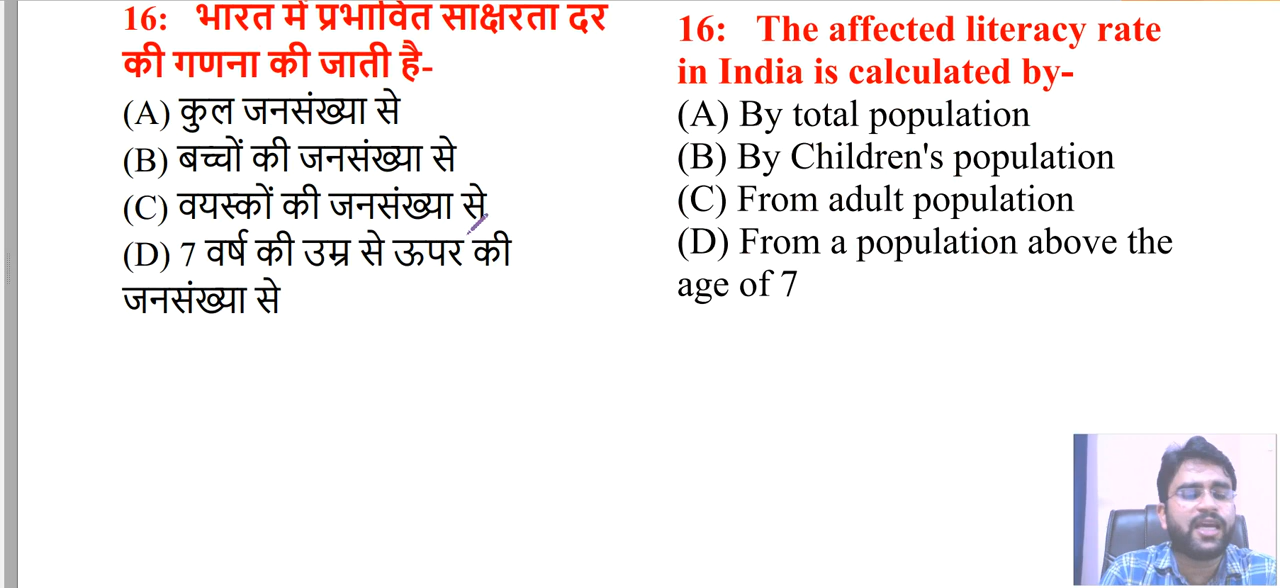 16: भारत में प्रभावित साक्षरता दर
की गणना की जाती है-
(A) कुल जनसंख्या से
(B) बच्चों की जनसंख्या से
(C) वयस्कों की जनसंख्या से
(D) 7 वर्ष की उम्र से ऊपर की
जनसंख्या से
16: The affected literacy rate
in India is calculated by-
(A) By total population
(B) By Children's population
(C) From adult population
(D) From a population above the
age of 7